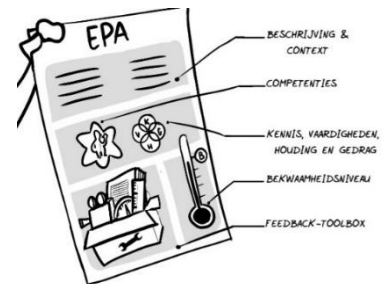 EPA
BESCHRIJVING &
CONTEXT
COMPETENTIES
KENNIS, VAARDIGHEDEN,
HOUDING EN GEDRAG
BEKWAAMHEIDSNIVEAU
FEEDBACK-TOOLBOX
K
V
G
H
B